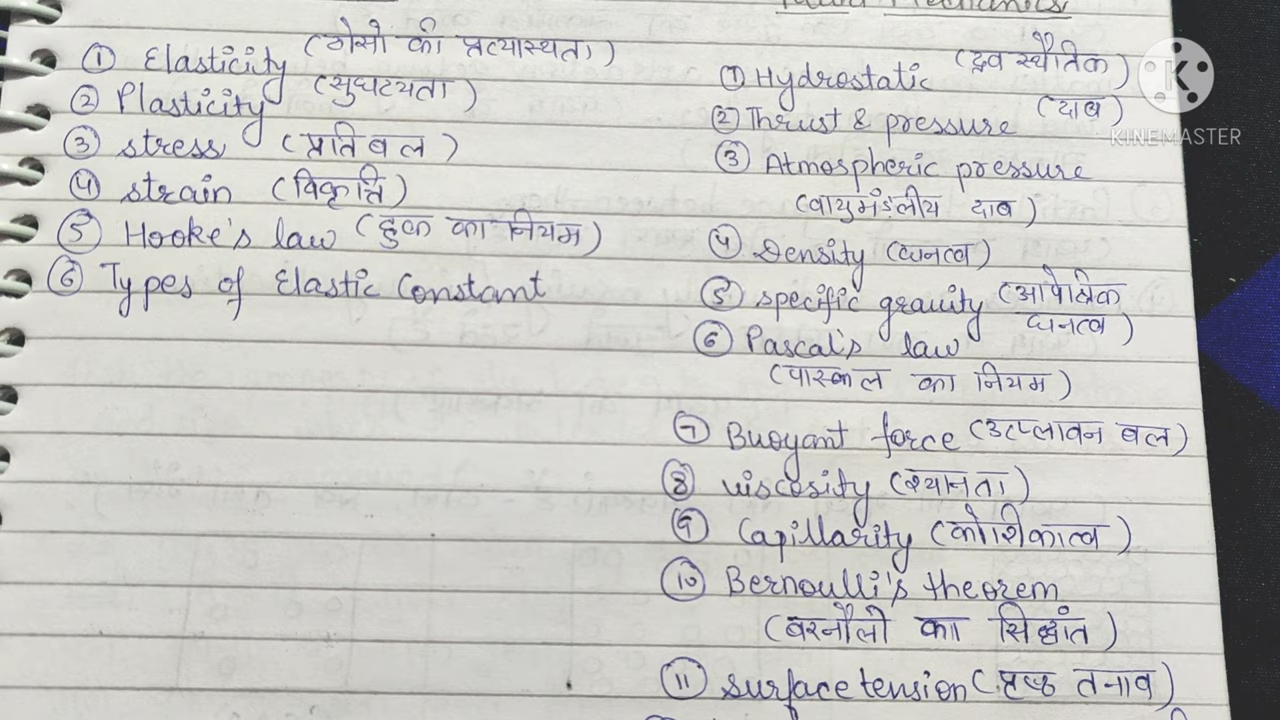 ① Elasticity (गेसो की प्रत्यास्थता)
② Plasticity (सुघटयता)
③ stress (प्रतिबल)
④ strain (विकृति)
⑤ Hooke's law (हुक का नियम)
⑥ Types of Elastic Constant
Mechanics
① Hydrostatic (द्रव स्थैतिक)
② Thrust & pressure (दाब)
③ Atmospheric pressure
(वायुमंडलीय दाब)
④ Density (घनत्व)
⑤ specific gravity (आपेक्षिक
घनत्व)
⑥ Pascal's law
(पास्कल का नियम)
⑦ Buoyant force (उत्प्लावन बल)
⑧ viscosity (श्यानता)
⑨ Capillarity (कोशिकात्व)
⑩ Bernoulli's theorem
(बरनौली का सिद्धांत)
⑪ surface tension (पृष्ठ तनाव)
K
KINEMASTER